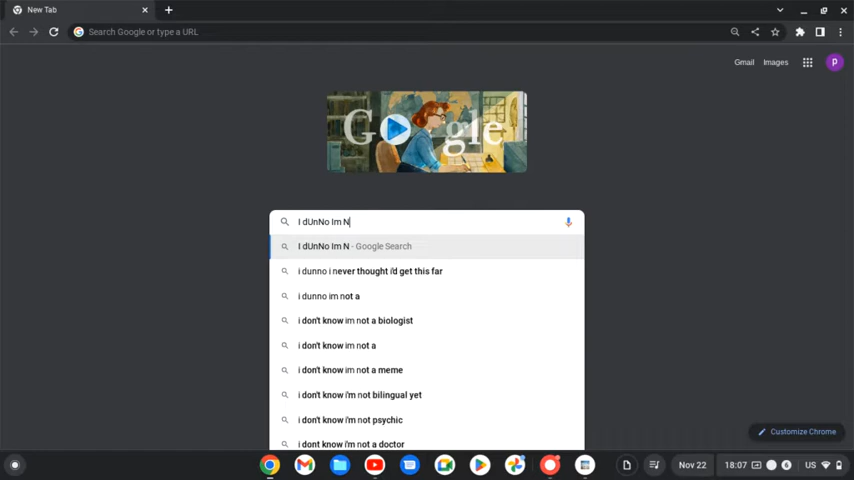 New Tab
Search Google or type a URL
Gmail Images
P
Google
I dUnNo Im N
I dUnNo Im N - Google Search
i dunno i never thought i'd get this far
i dunno im not a
i don't know im not a biologist
i don't know im not a
i don't know im not a meme
i don't know i'm not bilingual yet
i don't know i'm not psychic
i dont know i'm not a doctor
Customize Chrome
Nov 22 18:07 6 US